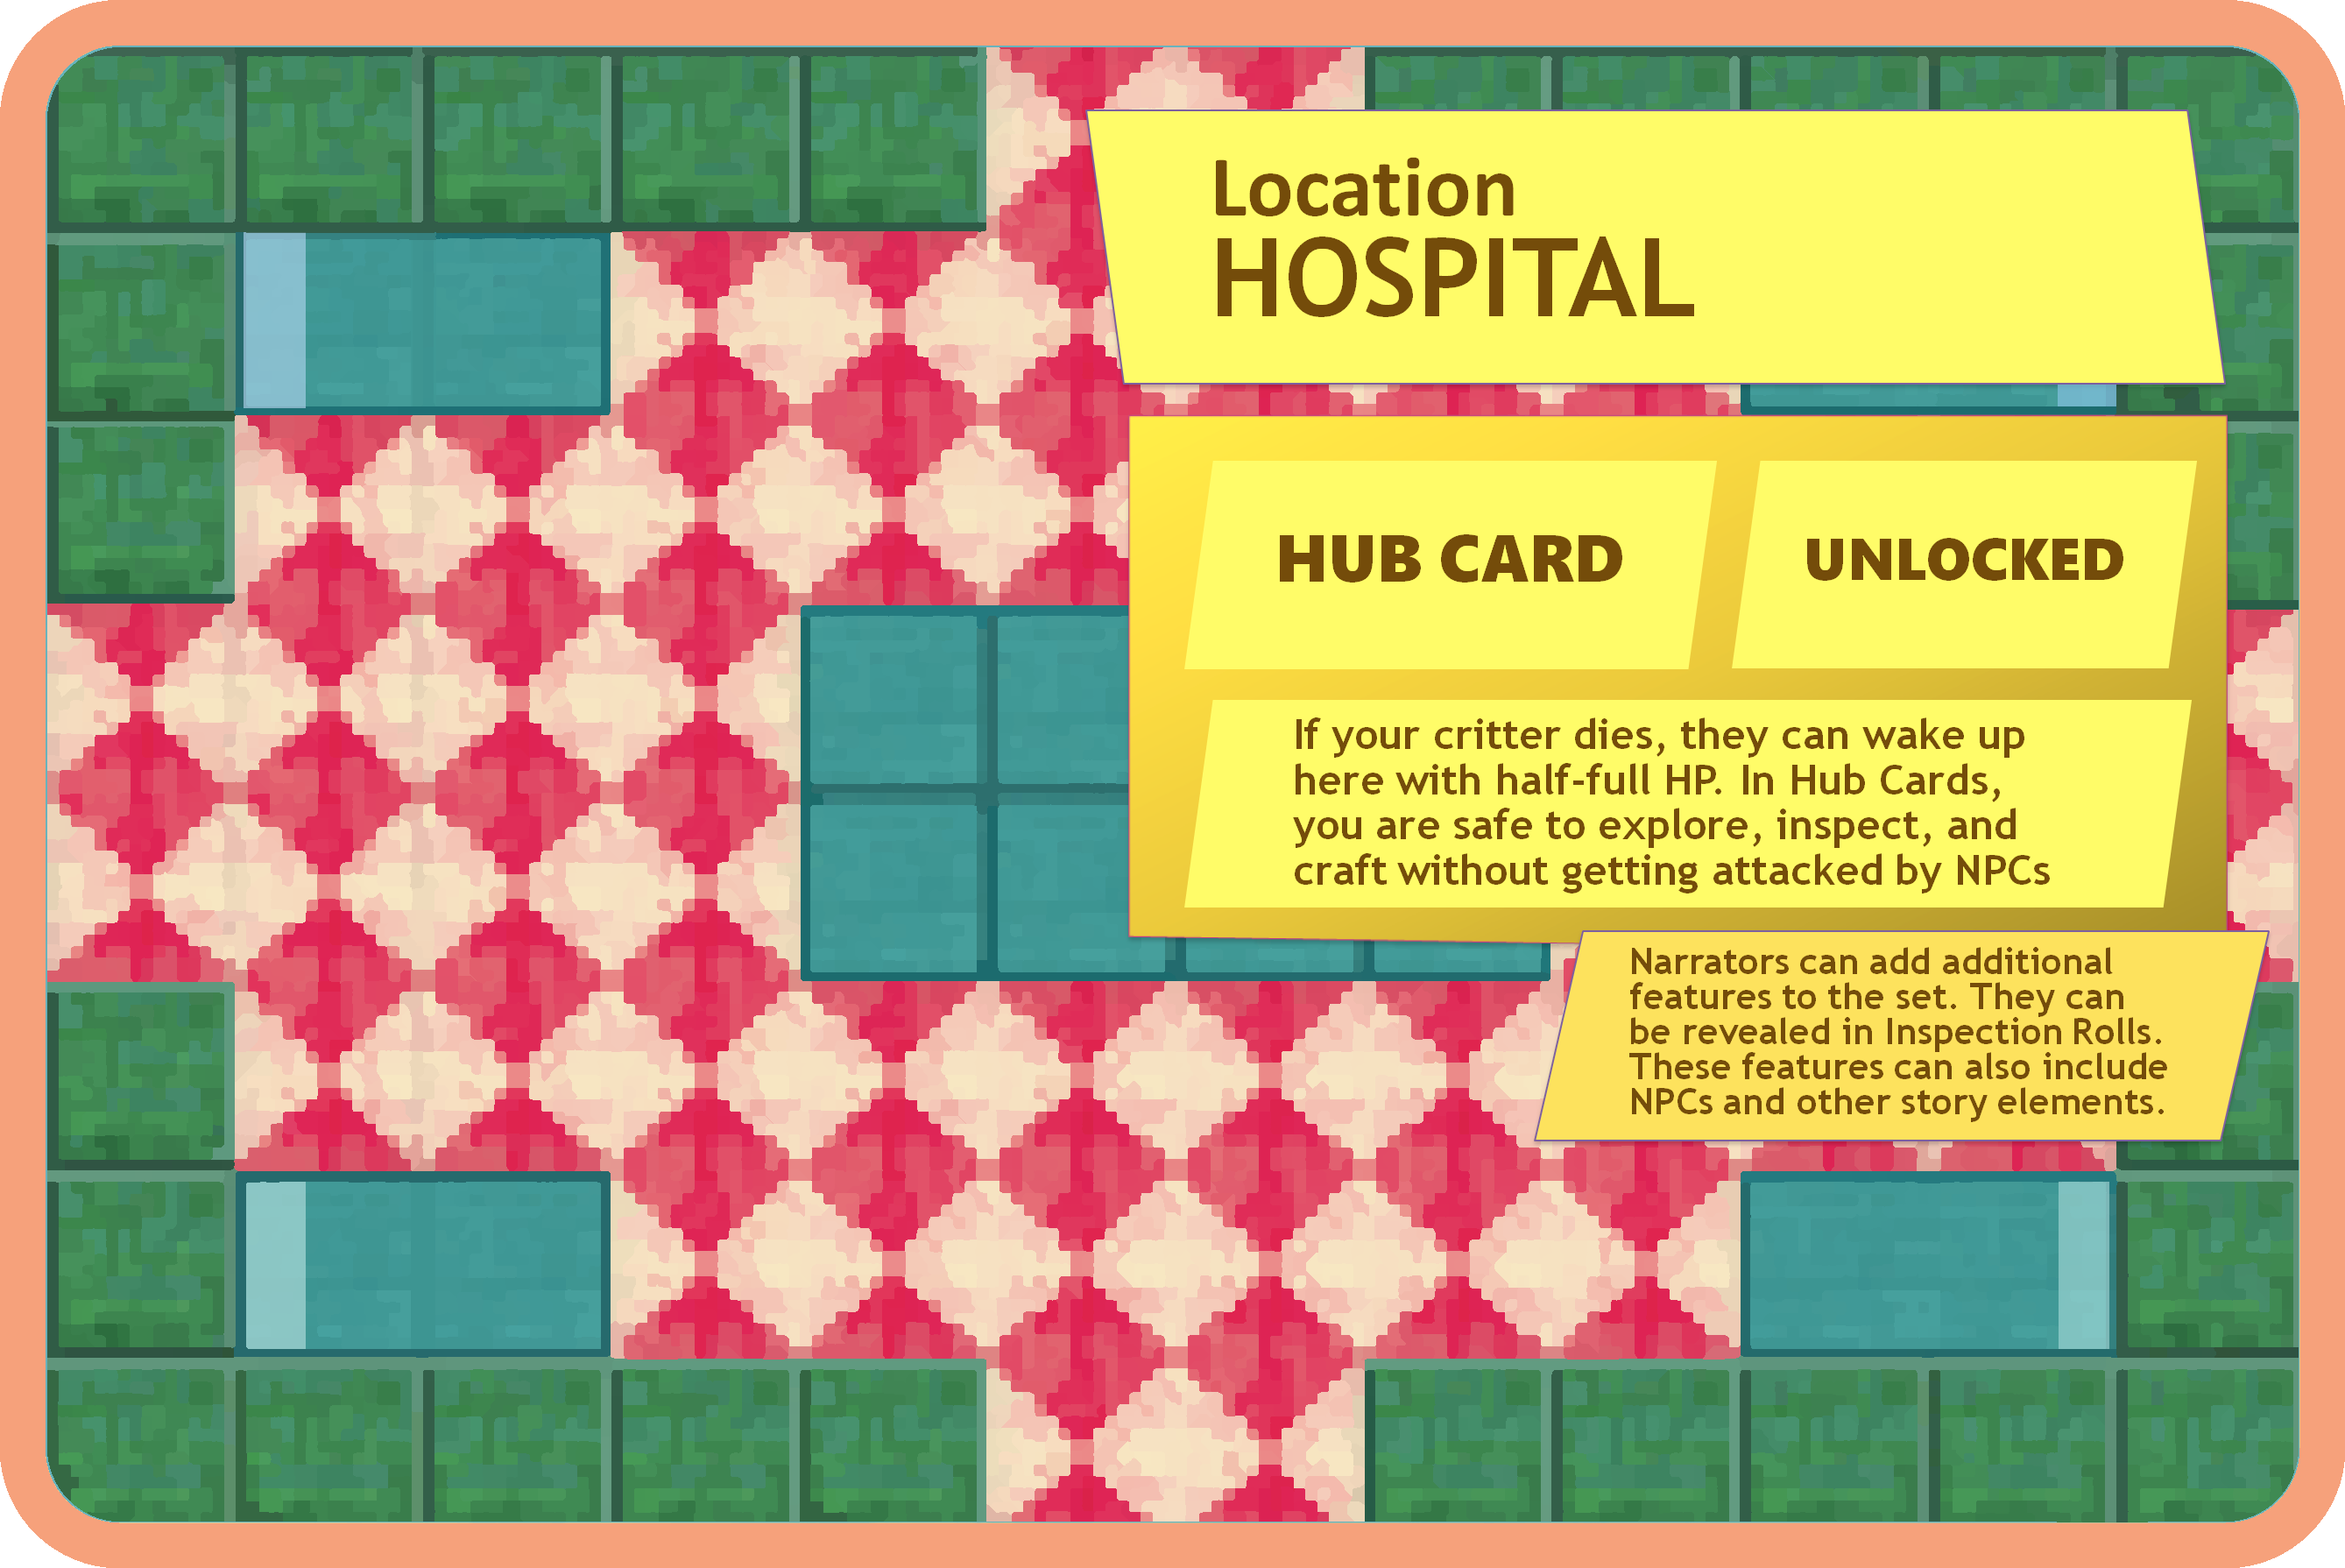 Location
HOSPITAL
HUB CARD
UNLOCKED
If your critter dies, they can wake up
here with half-full HP. In Hub Cards,
you are safe to explore, inspect, and
craft without getting attacked by NPCs
Narrators can add additional
features to the set. They can
be revealed in Inspection Rolls.
These features can also include
NPCs and other story elements.